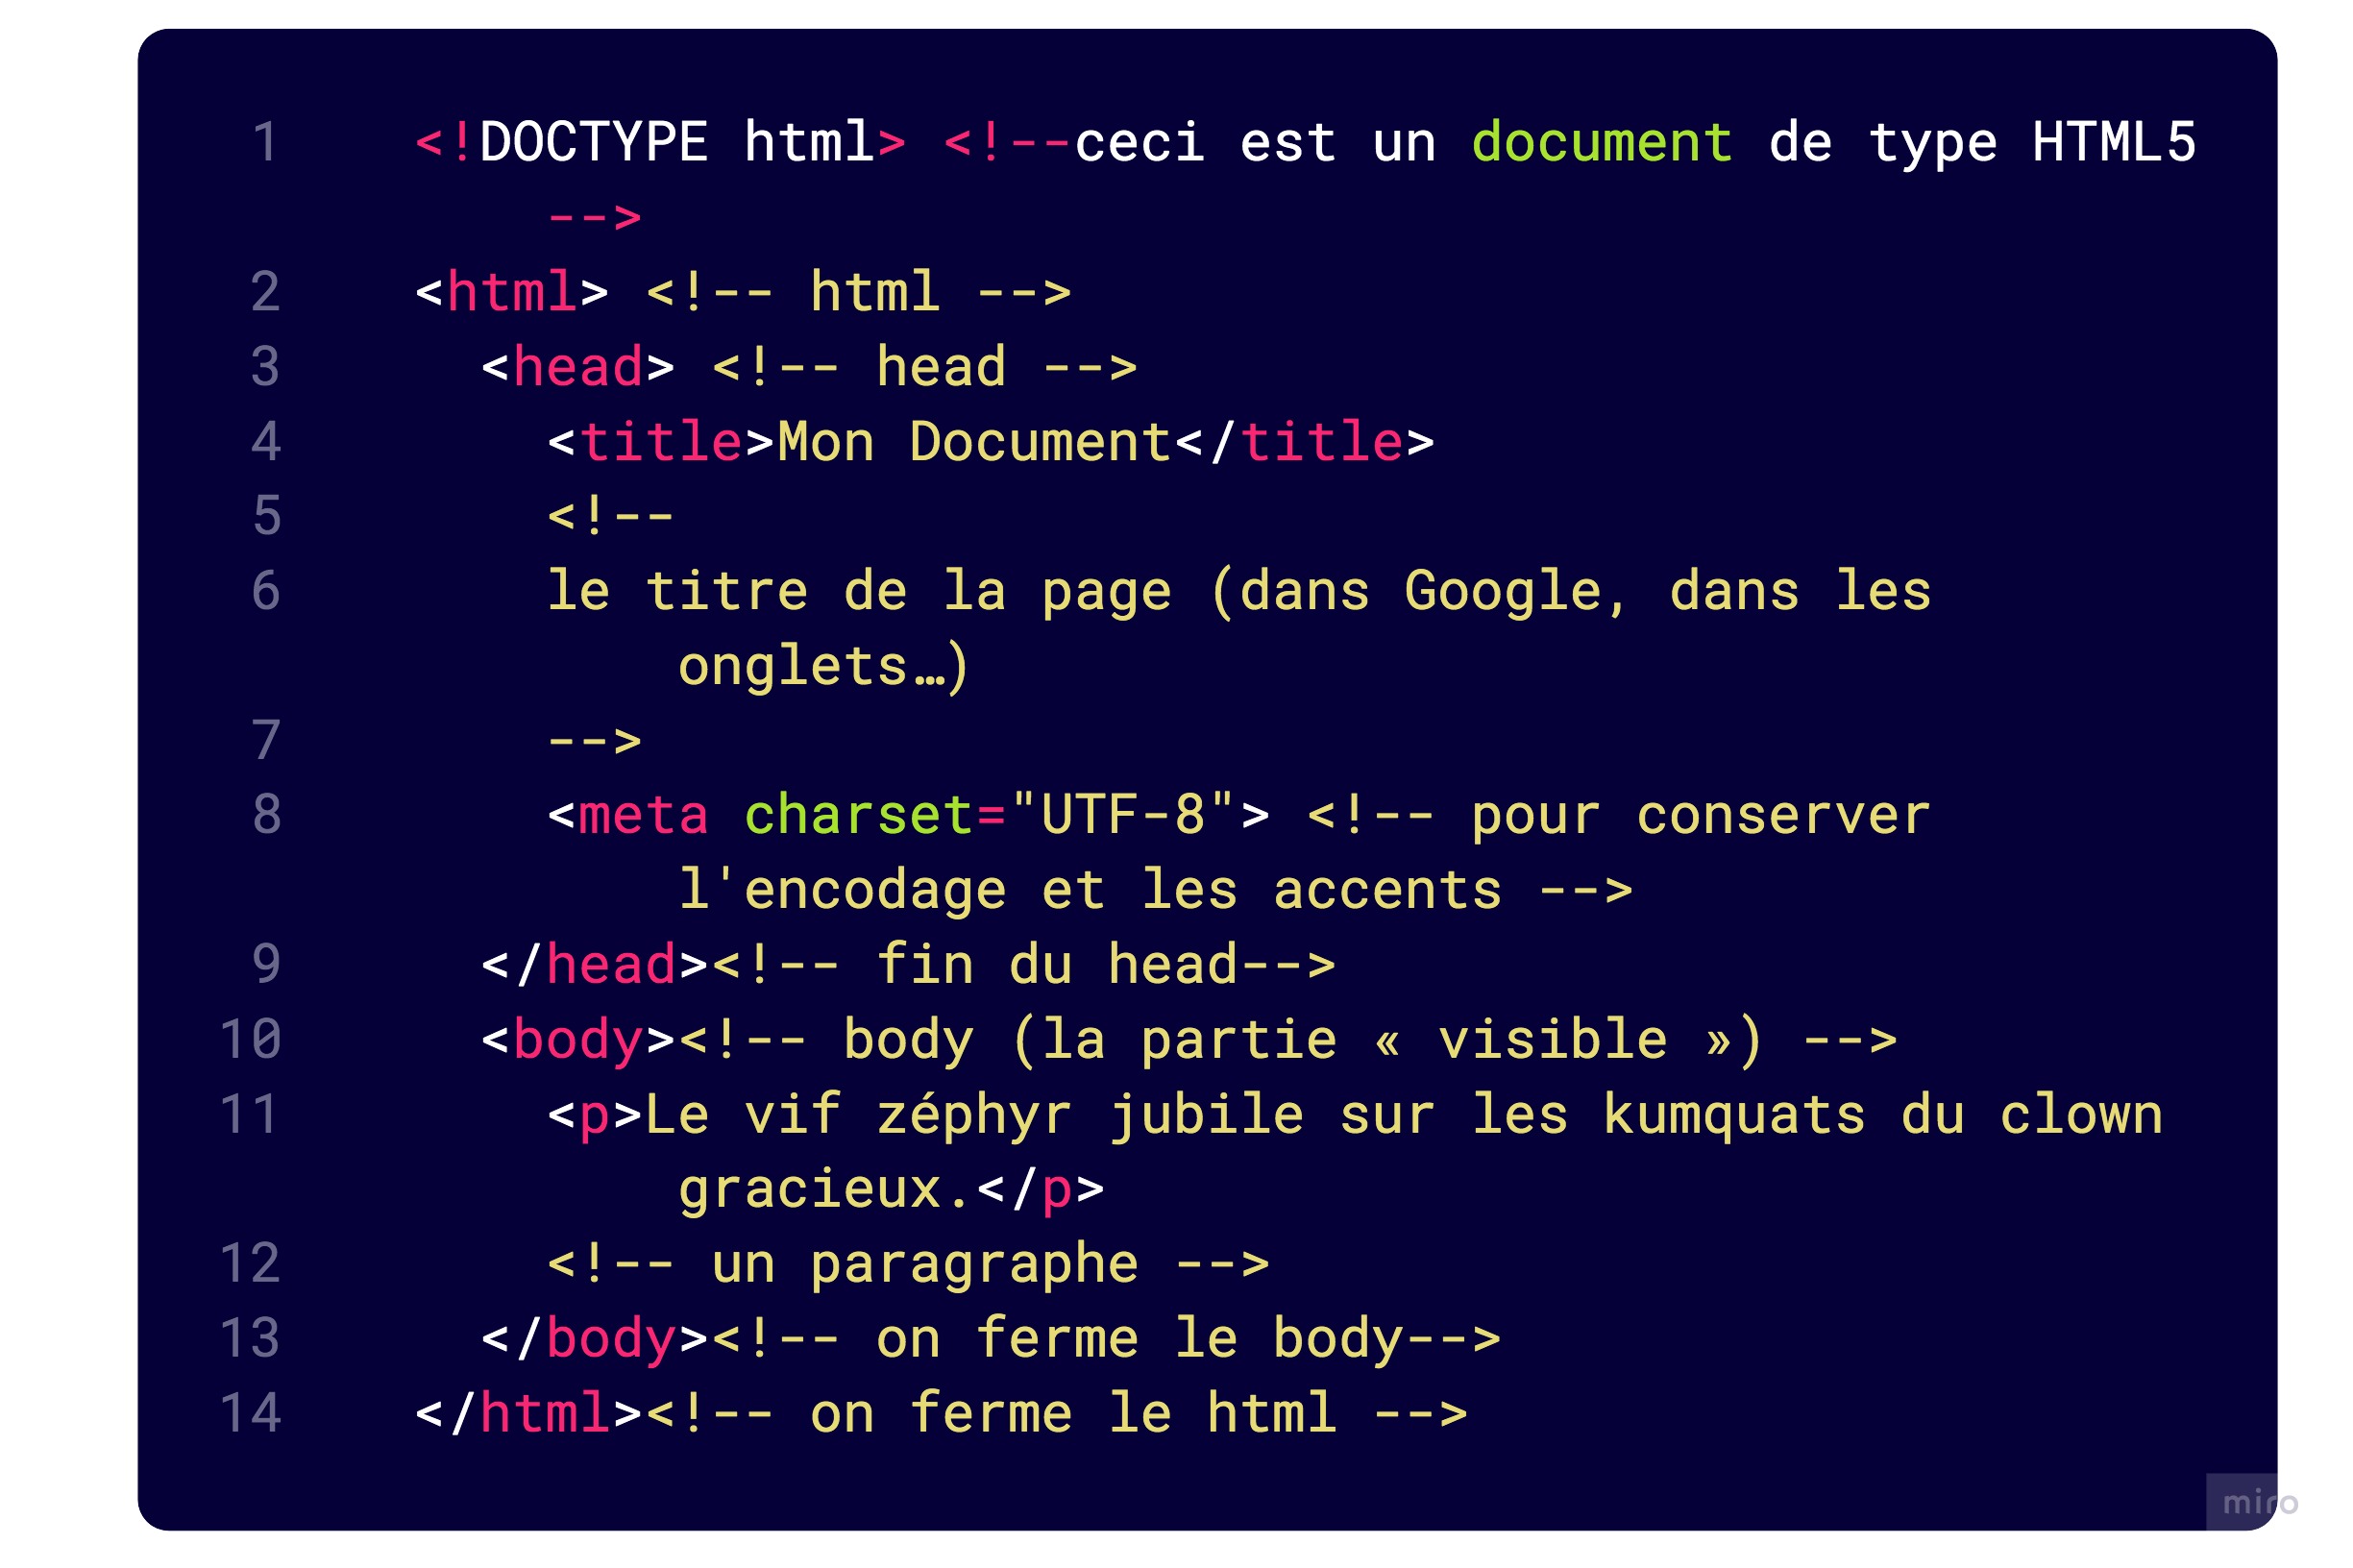 1 <!DOCTYPE html> <!--ceci est un document de type HTML5
-->
2 <html> <!-- html -->
3 <head> <!-- head -->
4 <title>Mon Document</title>
5 <!--
6 le titre de la page (dans Google, dans les
onglets…)
7 -->
8 <meta charset="UTF-8"> <!-- pour conserver
l'encodage et les accents -->
9 </head><!-- fin du head-->
10 <body><!-- body (la partie « visible ») -->
11 <p>Le vif zéphyr jubile sur les kumquats du clown
gracieux.</p>
12 <!-- un paragraphe -->
13 </body><!-- on ferme le body-->
14 </html><!-- on ferme le html -->
miro